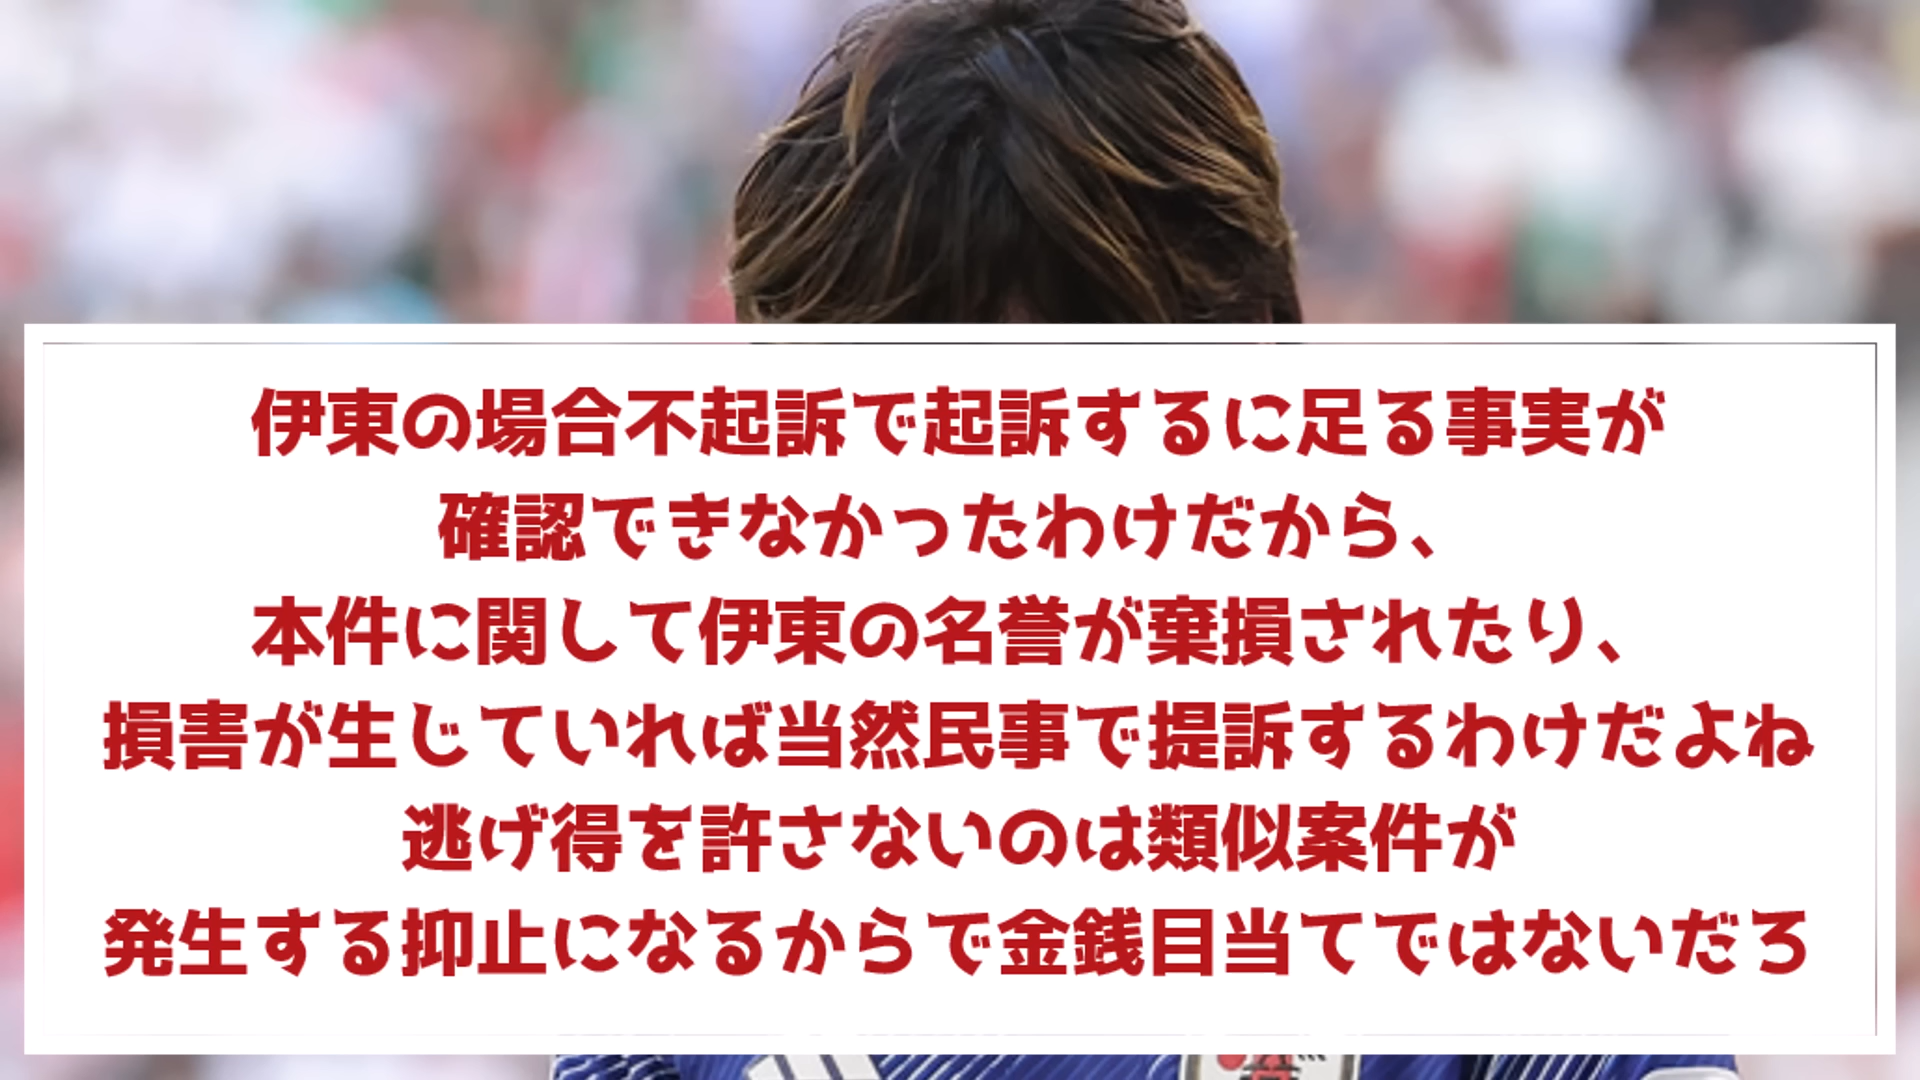 伊東の場合不起訴で起訴するに足る事実が
確認できなかったわけだから、
本件に関して伊東の名誉が棄損されたり、
損害が生じていれば当然民事で提訴するわけだよね
逃げ得を許さないのは類似案件が
発生する抑止になるからで金銭目当てではないだろ